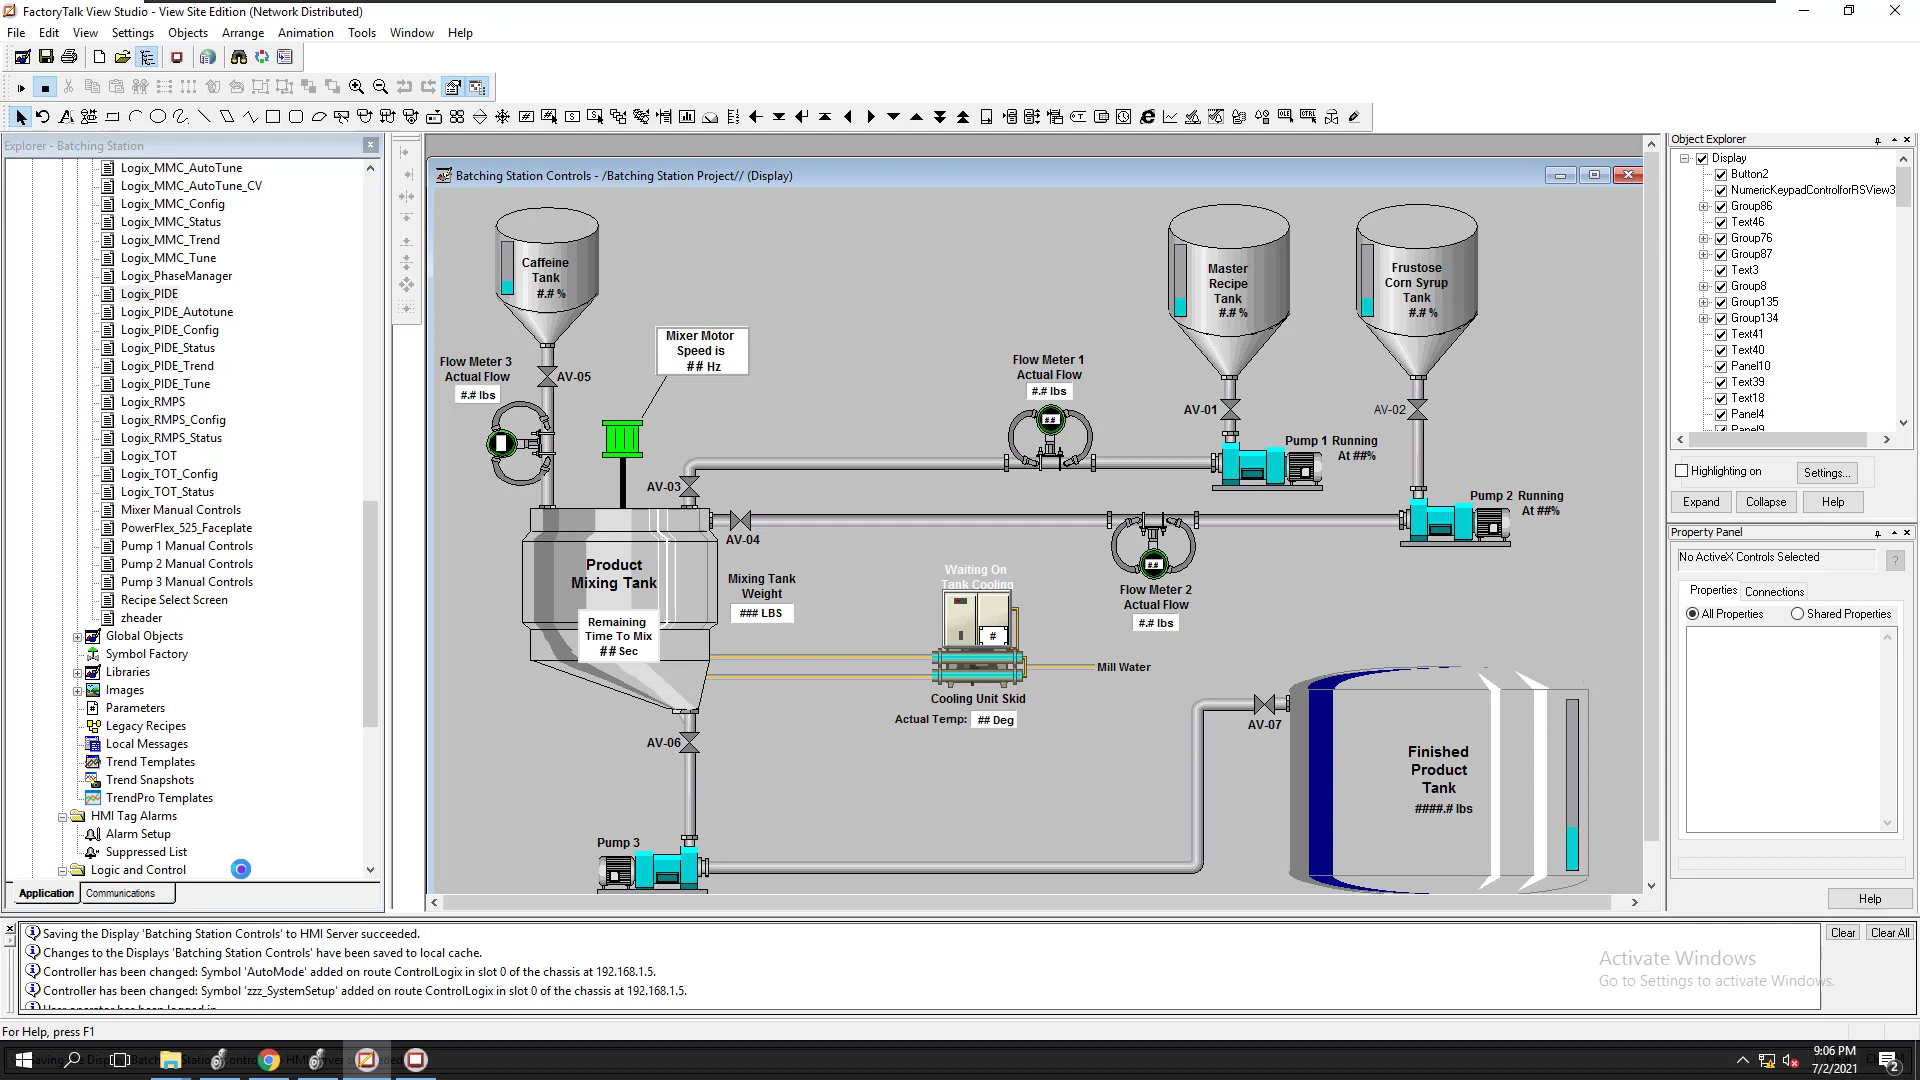 FactoryTalk View Studio - View Site Edition (Network Distributed)
File Edit View Settings Objects Arrange Animation Tools Window Help
Explorer - Batching Station
Logix_MMC_AutoTune
Logix_MMC_AutoTune_CV
Logix_MMC_Config
Logix_MMC_Status
Logix_MMC_Trend
Logix_MMC_Tune
Logix_PhaseManager
Logix_PIDE
Logix_PIDE_Autotune
Logix_PIDE_Config
Logix_PIDE_Status
Logix_PIDE_Trend
Logix_PIDE_Tune
Logix_RMPS
Logix_RMPS_Config
Logix_RMPS_Status
Logix_TOT
Logix_TOT_Config
Logix_TOT_Status
Mixer Manual Controls
PowerFlex_525_Faceplate
Pump 1 Manual Controls
Pump 2 Manual Controls
Pump 3 Manual Controls
Recipe Select Screen
zheader
Global Objects
Symbol Factory
Libraries
Images
Parameters
Legacy Recipes
Local Messages
Trend Templates
Trend Snapshots
TrendPro Templates
HMI Tag Alarms
Alarm Setup
Suppressed List
Logic and Control
Application Communications
Batching Station Controls - /Batching Station Project// (Display)
Caffeine
Tank
#.# %
Master
Recipe
Tank
#.# %
Frustose
Corn Syrup
Tank
#.# %
Mixer Motor
Speed is
## Hz
Flow Meter 3
Actual Flow
#.# lbs
AV-05
Flow Meter 1
Actual Flow
#.# lbs
#.#
AV-01
AV-02
Pump 1 Running
At ##%
AV-03
Pump 2 Running
At ##%
AV-04
Product
Mixing Tank
Remaining
Time To Mix
## Sec
Mixing Tank
Weight
### LBS
Waiting On
Tank Cooling
#
#.#
Flow Meter 2
Actual Flow
#.# lbs
Mill Water
Cooling Unit Skid
Actual Temp: ## Deg
AV-06
AV-07
Finished
Product
Tank
####.# lbs
Pump 3
Object Explorer
Display
Button2
NumericKeypadControlforRSView3
Group86
Text46
Group76
Group87
Text3
Group8
Group135
Group134
Text41
Text40
Panel10
Text39
Text18
Panel4
Panel9
Highlighting on Settings...
Expand Collapse Help
Property Panel
No ActiveX Controls Selected ?
Properties Connections
All Properties Shared Properties
Help
Saving the Display 'Batching Station Controls' to HMI Server succeeded.
Changes to the Displays 'Batching Station Controls' have been saved to local cache.
Controller has been changed: Symbol 'AutoMode' added on route ControlLogix in slot 0 of the chassis at 192.168.1.5.
Controller has been changed: Symbol 'zzz_SystemSetup' added on route ControlLogix in slot 0 of the chassis at 192.168.1.5.
User operator has been logged in
Clear Clear All
Activate Windows
Go to Settings to activate Windows.
For Help, press F1
9:06 PM
7/2/2021
2